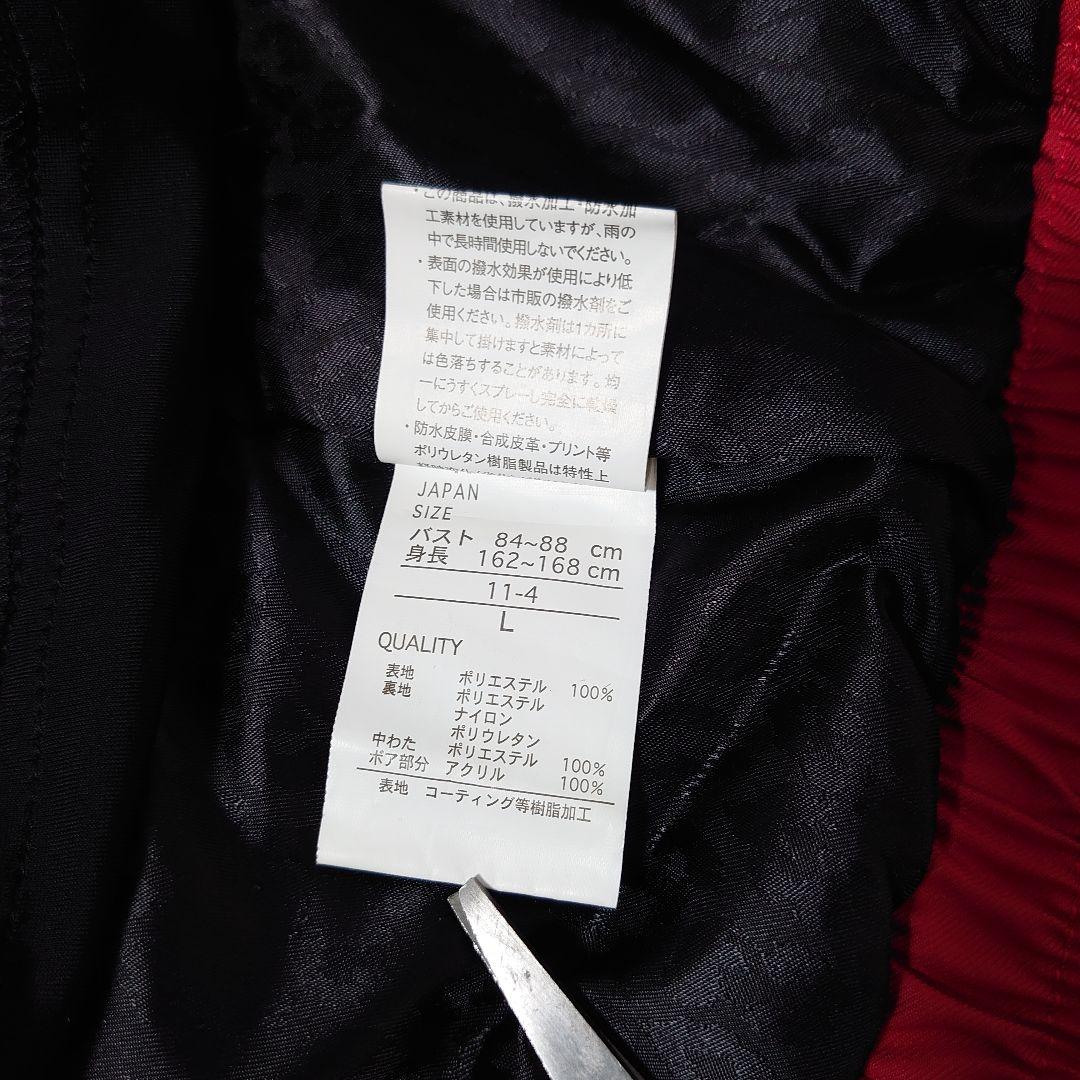 ・この商品は、撥水加工・防水加
工素材を使用していますが、雨の
中で長時間使用しないでください。
・表面の撥水効果が使用により低
下した場合は市販の撥水剤をご
使用ください。撥水剤は1カ所に
集中して掛けますと素材によって
は色落ちすることがあります。均
一にうすくスプレーし完全に乾燥
してからご使用ください。
・防水皮膜・合成皮革・プリント等
ポリウレタン樹脂製品は特性上
JAPAN
SIZE
バスト 84~88 cm
身長 162~168 cm
11-4
L
QUALITY
表地 ポリエステル 100%
裏地 ポリエステル
ナイロン
ポリウレタン
中わた ポリエステル 100%
ボア部分 アクリル 100%
表地 コーティング等樹脂加工